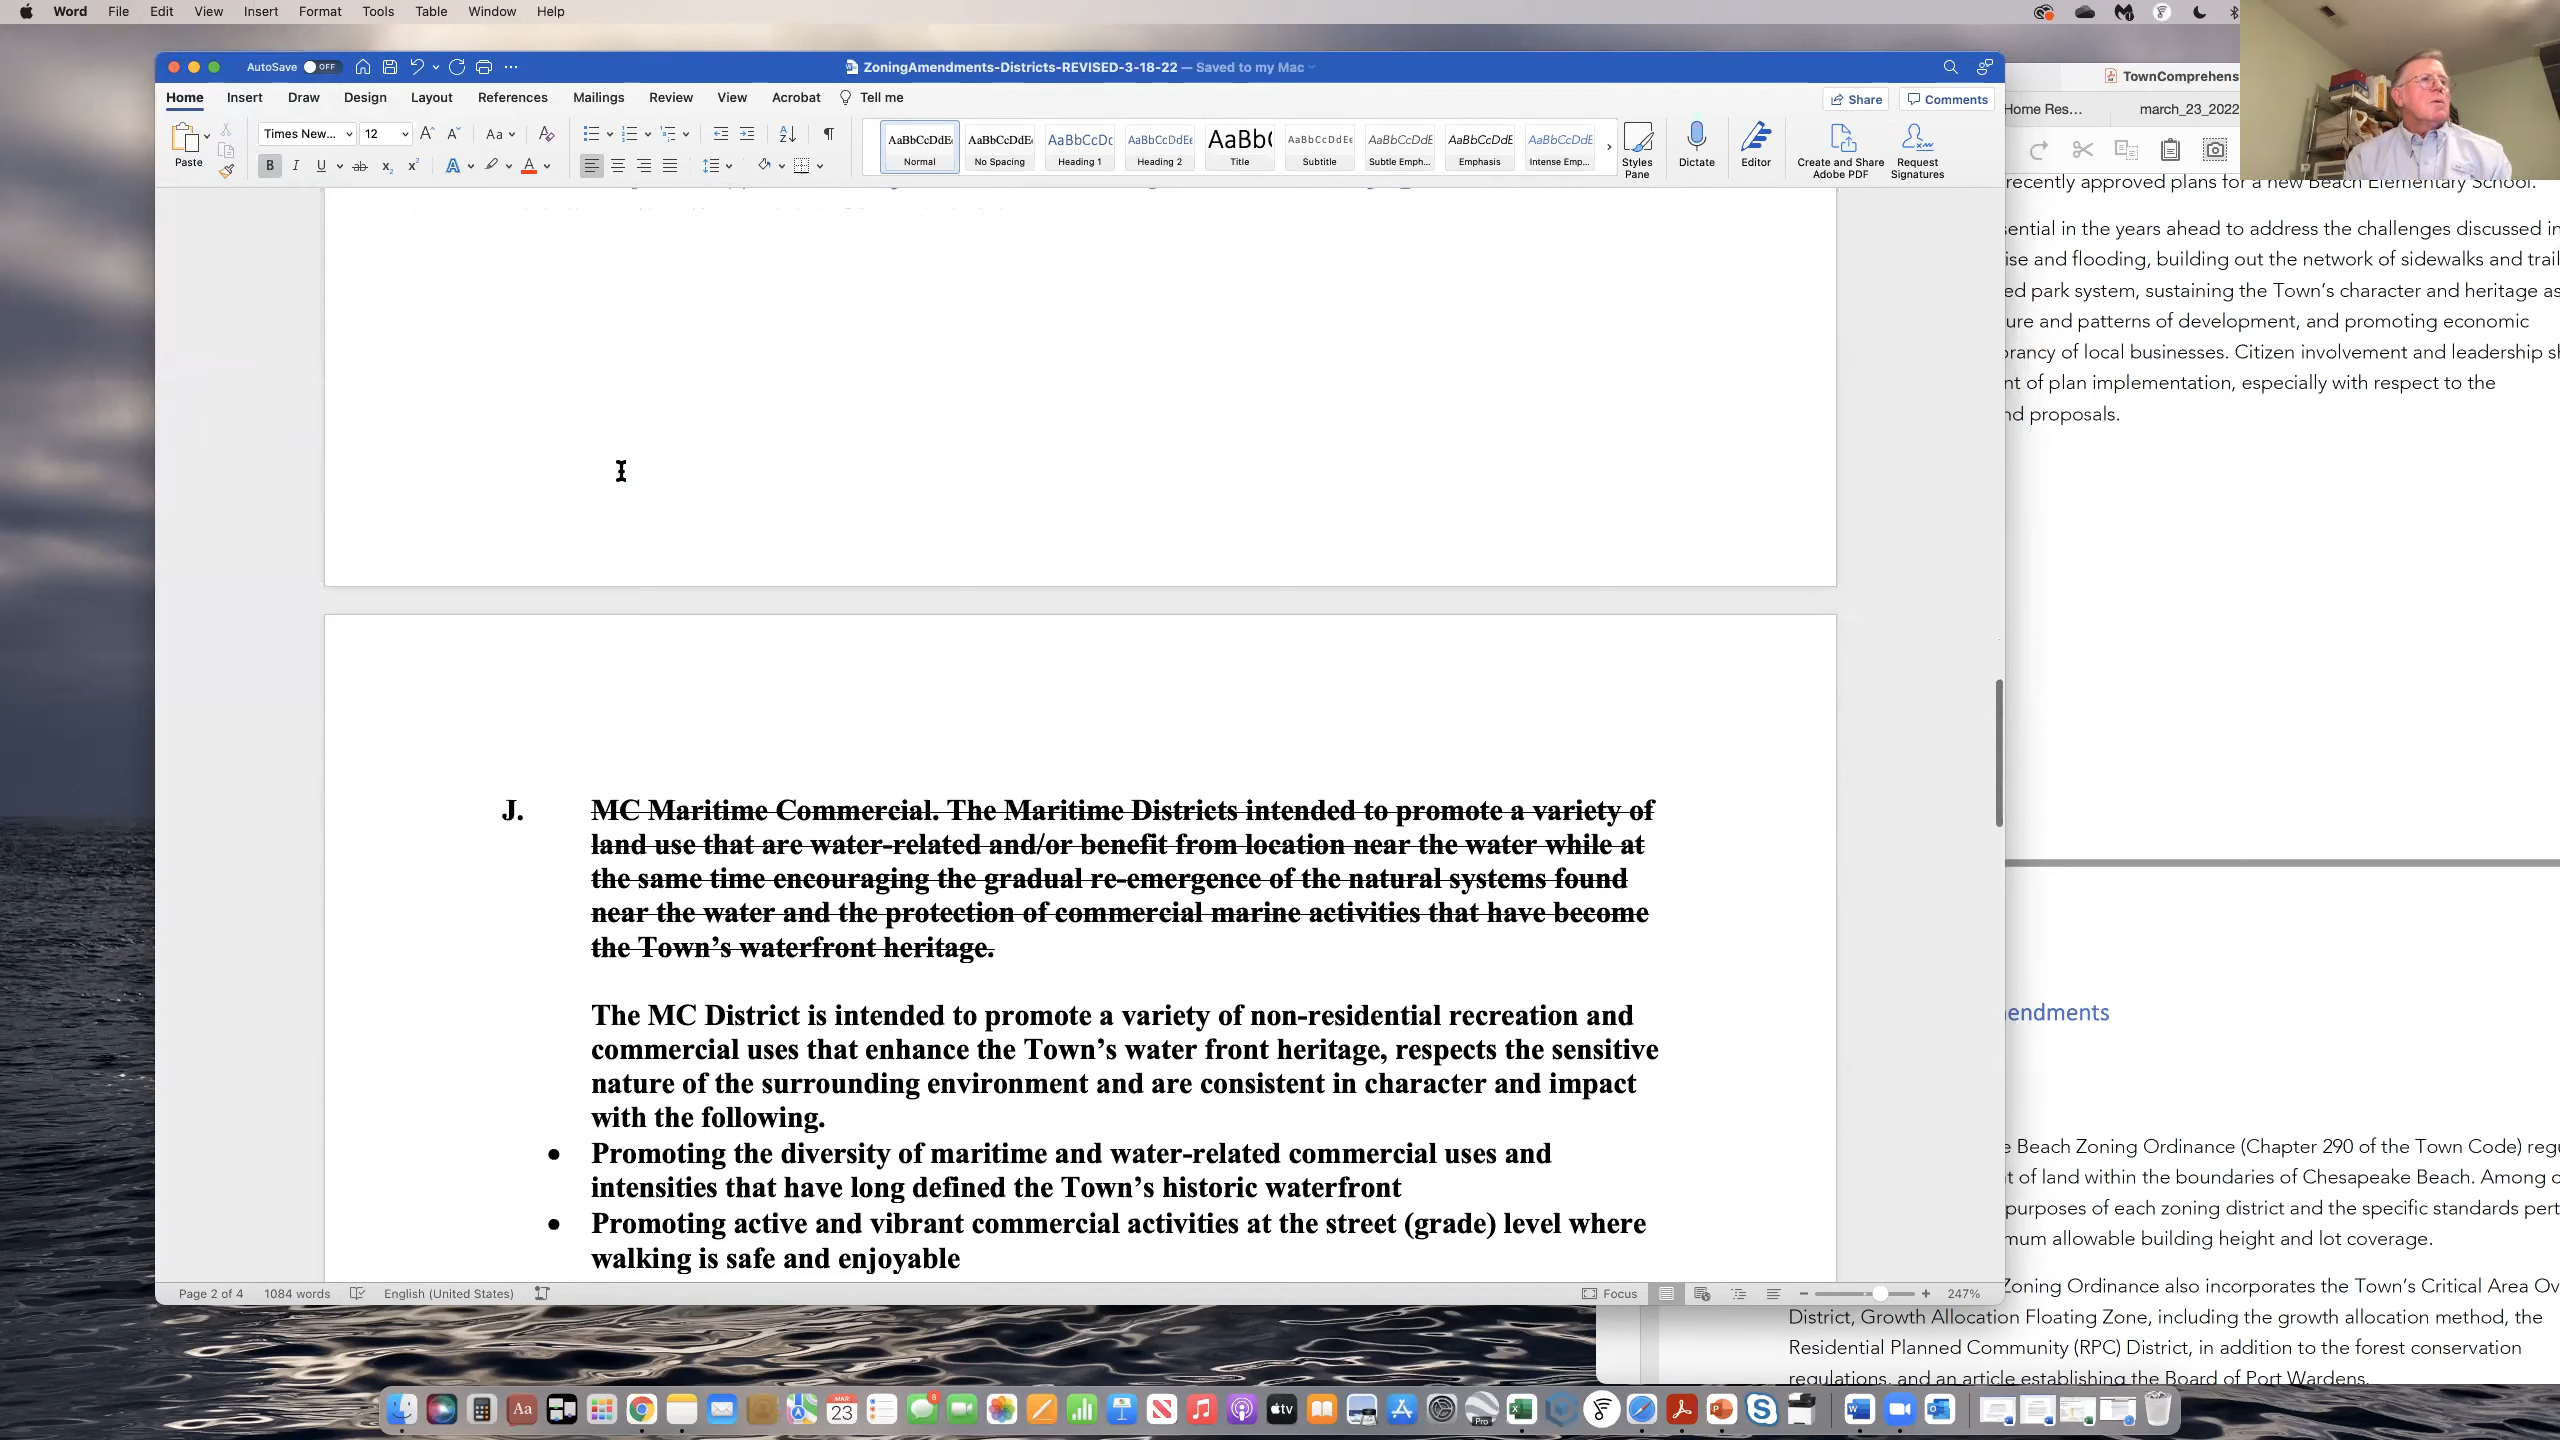 Word File Edit View Insert Format Tools Table Window Help
AutoSave OFF
ZoningAmendments-Districts-REVISED-3-18-22 — Saved to my Mac
Home Insert Draw Design Layout References Mailings Review View Acrobat Tell me
Share Comments
Paste
Times New... 12
AaBbCcDdEe Normal
AaBbCcDdEe No Spacing
AaBbCcDc Heading 1
AaBbCcDdEe Heading 2
AaBb( Title
AaBbCcDdEe Subtitle
AaBbCcDdE Subtle Emph...
AaBbCcDdE Emphasis
AaBbCcDdE Intense Emp...
Styles Pane
Dictate
Editor
Create and Share Adobe PDF
Request Signatures
J. MC Maritime Commercial. The Maritime Districts intended to promote a variety of
land use that are water-related and/or benefit from location near the water while at
the same time encouraging the gradual re-emergence of the natural systems found
near the water and the protection of commercial marine activities that have become
the Town’s waterfront heritage.
The MC District is intended to promote a variety of non-residential recreation and
commercial uses that enhance the Town’s water front heritage, respects the sensitive
nature of the surrounding environment and are consistent in character and impact
with the following.
• Promoting the diversity of maritime and water-related commercial uses and
intensities that have long defined the Town’s historic waterfront
• Promoting active and vibrant commercial activities at the street (grade) level where
walking is safe and enjoyable
Page 2 of 4 1084 words English (United States) Focus 247%
TownComprehens
Home Res... march_23_2022
recently approved plans for a new Beach Elementary School.
sential in the years ahead to address the challenges discussed in
ise and flooding, building out the network of sidewalks and trail
ed park system, sustaining the Town’s character and heritage as
ure and patterns of development, and promoting economic
brancy of local businesses. Citizen involvement and leadership sh
nt of plan implementation, especially with respect to the
nd proposals.
endments
e Beach Zoning Ordinance (Chapter 290 of the Town Code) regu
t of land within the boundaries of Chesapeake Beach. Among o
purposes of each zoning district and the specific standards pert
mum allowable building height and lot coverage.
Zoning Ordinance also incorporates the Town’s Critical Area Ov
District, Growth Allocation Floating Zone, including the growth allocation method, the
Residential Planned Community (RPC) District, in addition to the forest conservation
regulations, and an article establishing the Board of Port Wardens.
MAR 23
8
tv
Pro